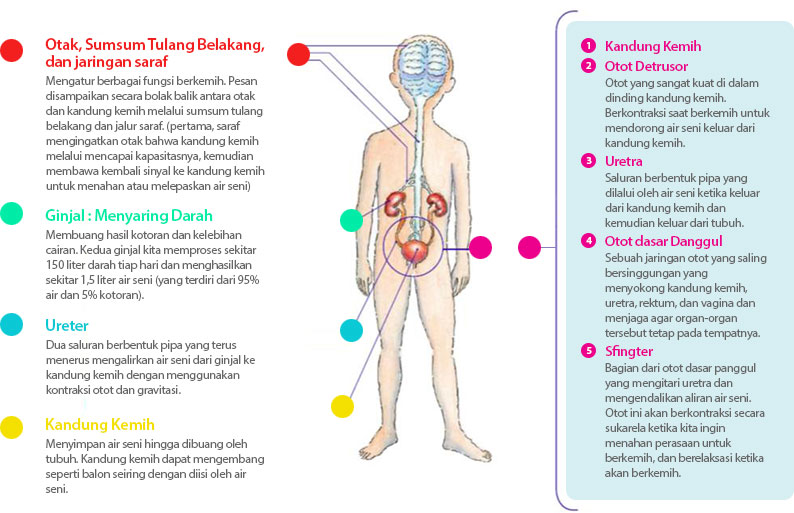 Otak, Sumsum Tulang Belakang,
dan jaringan saraf
Mengatur berbagai fungsi berkemih. Pesan
disampaikan secara bolak balik antara otak
dan kandung kemih melalui sumsum tulang
belakang dan jalur saraf. (pertama, saraf
mengingatkan otak bahwa kandung kemih
melalui mencapai kapasitasnya, kemudian
membawa kembali sinyal ke kandung kemih
untuk menahan atau melepaskan air seni)
Ginjal : Menyaring Darah
Membuang hasil kotoran dan kelebihan
cairan. Kedua ginjal kita memproses sekitar
150 liter darah tiap hari dan menghasilkan
sekitar 1,5 liter air seni (yang terdiri dari 95%
air dan 5% kotoran).
Ureter
Dua saluran berbentuk pipa yang terus
menerus mengalirkan air seni dari ginjal ke
kandung kemih dengan menggunakan
kontraksi otot dan gravitasi.
Kandung Kemih
Menyimpan air seni hingga dibuang oleh
tubuh. Kandung kemih dapat mengembang
seperti balon seiring dengan diisi oleh air
seni.
1 Kandung Kemih
2 Otot Detrusor
Otot yang sangat kuat di dalam
dinding kandung kemih.
Berkontraksi saat berkemih untuk
mendorong air seni keluar dari
kandung kemih.
3 Uretra
Saluran berbentuk pipa yang
dilalui oleh air seni ketika keluar
dari kandung kemih dan
kemudian keluar dari tubuh.
4 Otot dasar Danggul
Sebuah jaringan otot yang saling
bersinggungan yang
menyokong kandung kemih,
uretra, rektum, dan vagina dan
menjaga agar organ-organ
tersebut tetap pada tempatnya.
5 Sfingter
Bagian dari otot dasar panggul
yang mengitari uretra dan
mengendalikan aliran air seni.
Otot ini akan berkontraksi secara
sukarela ketika kita ingin
menahan perasaan untuk
berkemih, dan berelaksasi ketika
akan berkemih.